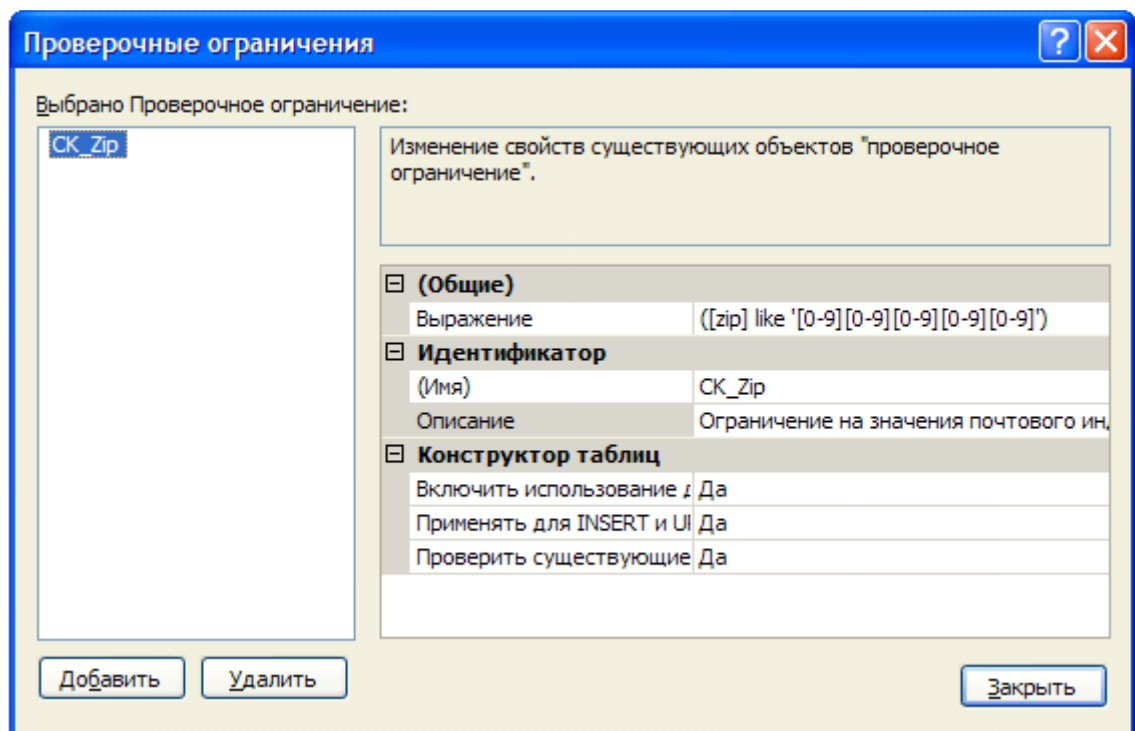 Проверочные ограничения
Выбрано Проверочное ограничение:
CK_Zip
Изменение свойств существующих объектов "проверочное
ограничение".
(Общие)
Выражение ([zip] like '[0-9][0-9][0-9][0-9][0-9]')
Идентификатор
(Имя) CK_Zip
Описание Ограничение на значения почтового ин
Конструктор таблиц
Включить использование д Да
Применять для INSERT и UI Да
Проверить существующие Да
Добавить Удалить Закрыть